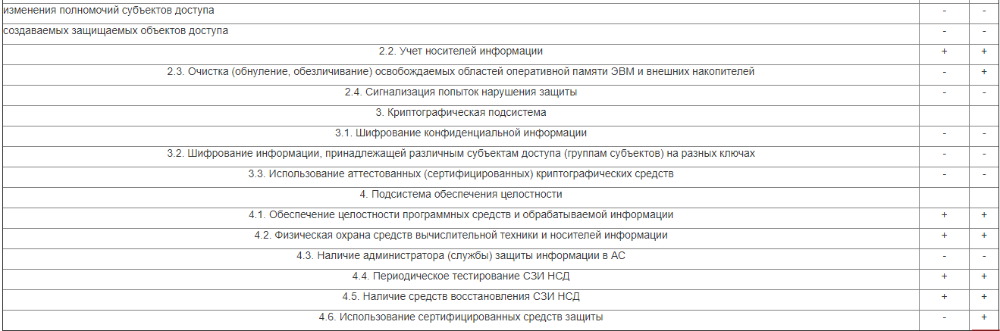 изменения полномочий субъектов доступа - -
создаваемых защищаемых объектов доступа - -
2.2. Учет носителей информации + +
2.3. Очистка (обнуление, обезличивание) освобождаемых областей оперативной памяти ЭВМ и внешних накопителей - +
2.4. Сигнализация попыток нарушения защиты - -
3. Криптографическая подсистема
3.1. Шифрование конфиденциальной информации - -
3.2. Шифрование информации, принадлежащей различным субъектам доступа (группам субъектов) на разных ключах - -
3.3. Использование аттестованных (сертифицированных) криптографических средств - -
4. Подсистема обеспечения целостности
4.1. Обеспечение целостности программных средств и обрабатываемой информации + +
4.2. Физическая охрана средств вычислительной техники и носителей информации + +
4.3. Наличие администратора (службы) защиты информации в АС - -
4.4. Периодическое тестирование СЗИ НСД + +
4.5. Наличие средств восстановления СЗИ НСД + +
4.6. Использование сертифицированных средств защиты - +